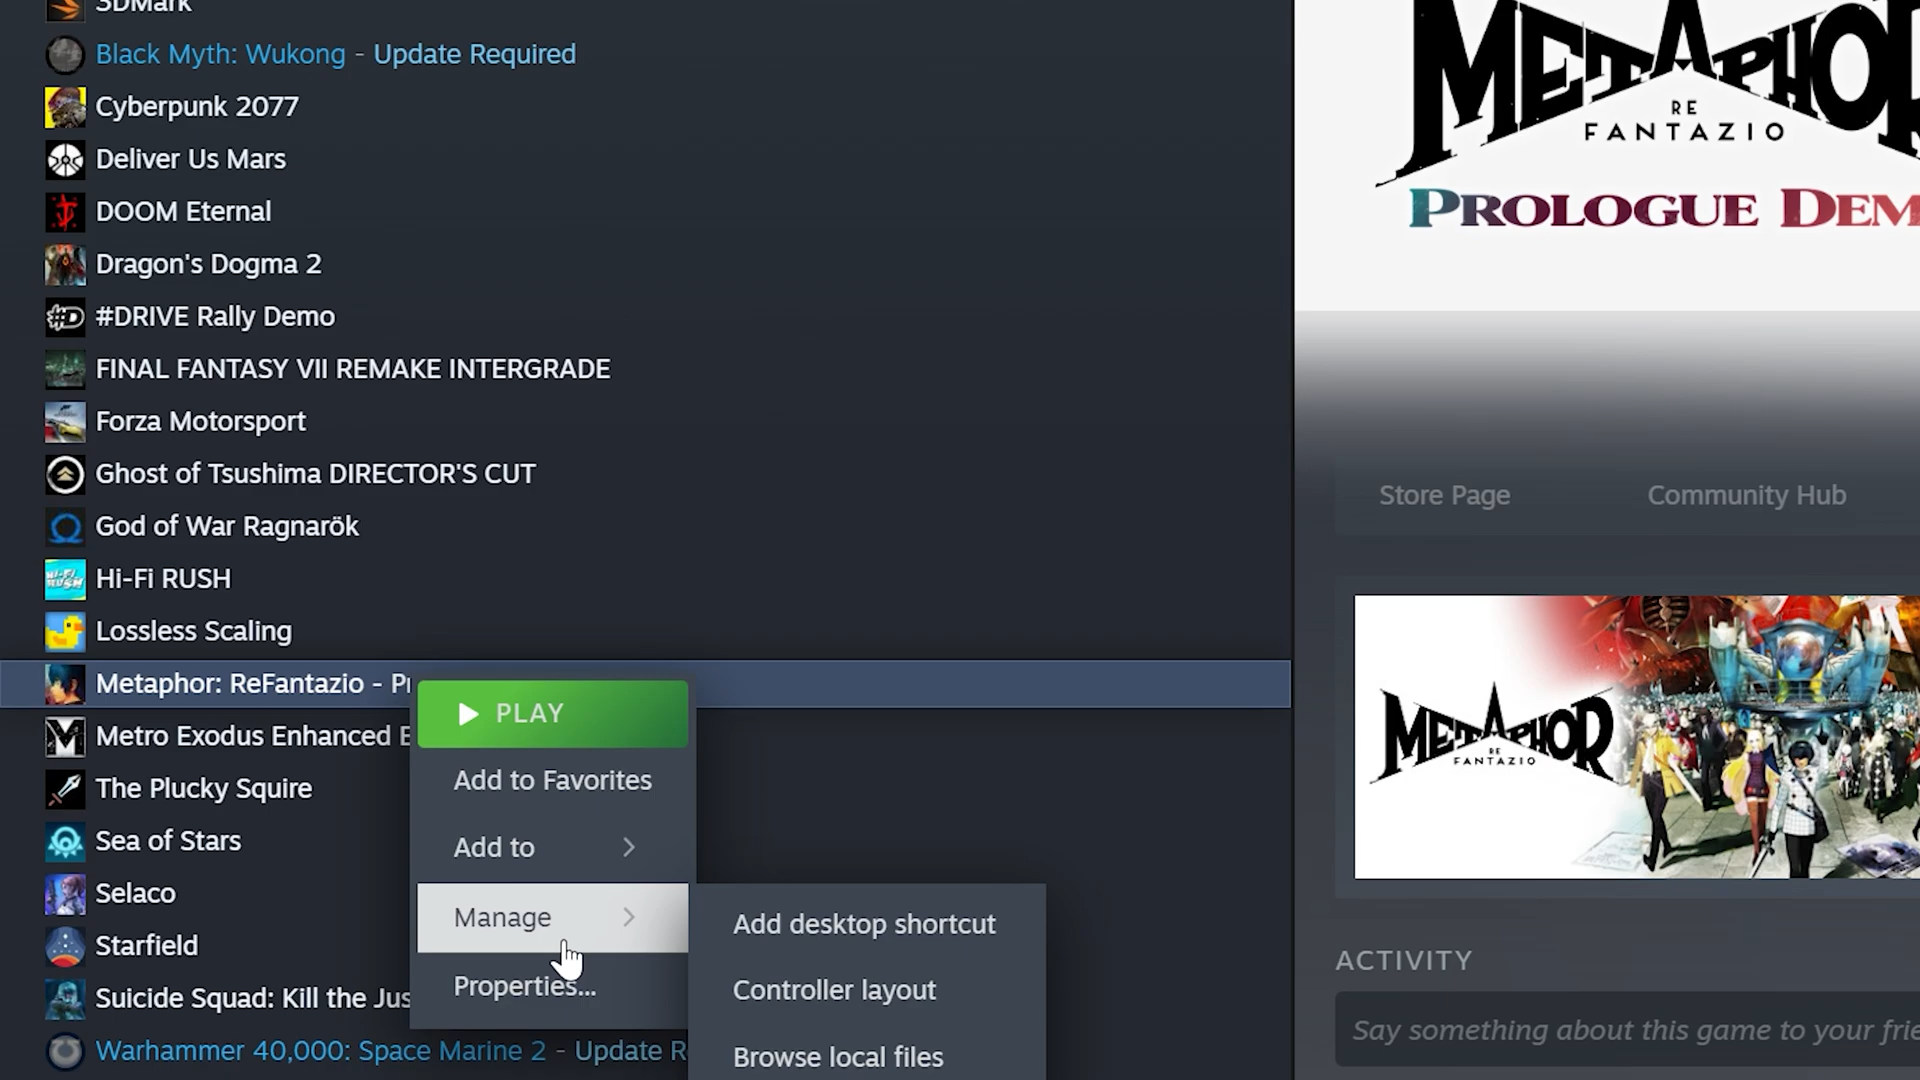 3DMark
Black Myth: Wukong - Update Required
Cyberpunk 2077
Deliver Us Mars
DOOM Eternal
Dragon's Dogma 2
#DRIVE Rally Demo
FINAL FANTASY VII REMAKE INTERGRADE
Forza Motorsport
Ghost of Tsushima DIRECTOR'S CUT
God of War Ragnarök
Hi-Fi RUSH
Lossless Scaling
Metaphor: ReFantazio - Pr
Metro Exodus Enhanced E
The Plucky Squire
Sea of Stars
Selaco
Starfield
Suicide Squad: Kill the Jus
Warhammer 40,000: Space Marine 2 - Update R
PLAY
Add to Favorites
Add to
Manage
Properties...
Add desktop shortcut
Controller layout
Browse local files
METAPHOR
RE
FANTAZIO
PROLOGUE DEM
Store Page
Community Hub
METAPHOR
RE
FANTAZIO
ACTIVITY
Say something about this game to your frie